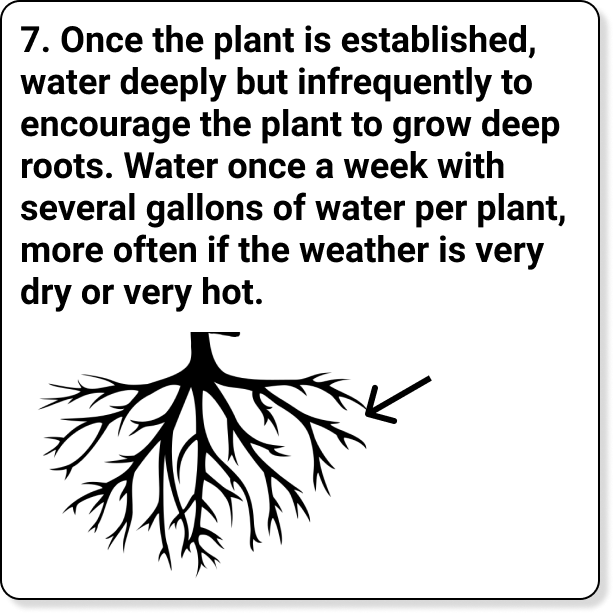 7. Once the plant is established,
water deeply but infrequently to
encourage the plant to grow deep
roots. Water once a week with
several gallons of water per plant,
more often if the weather is very
dry or very hot.